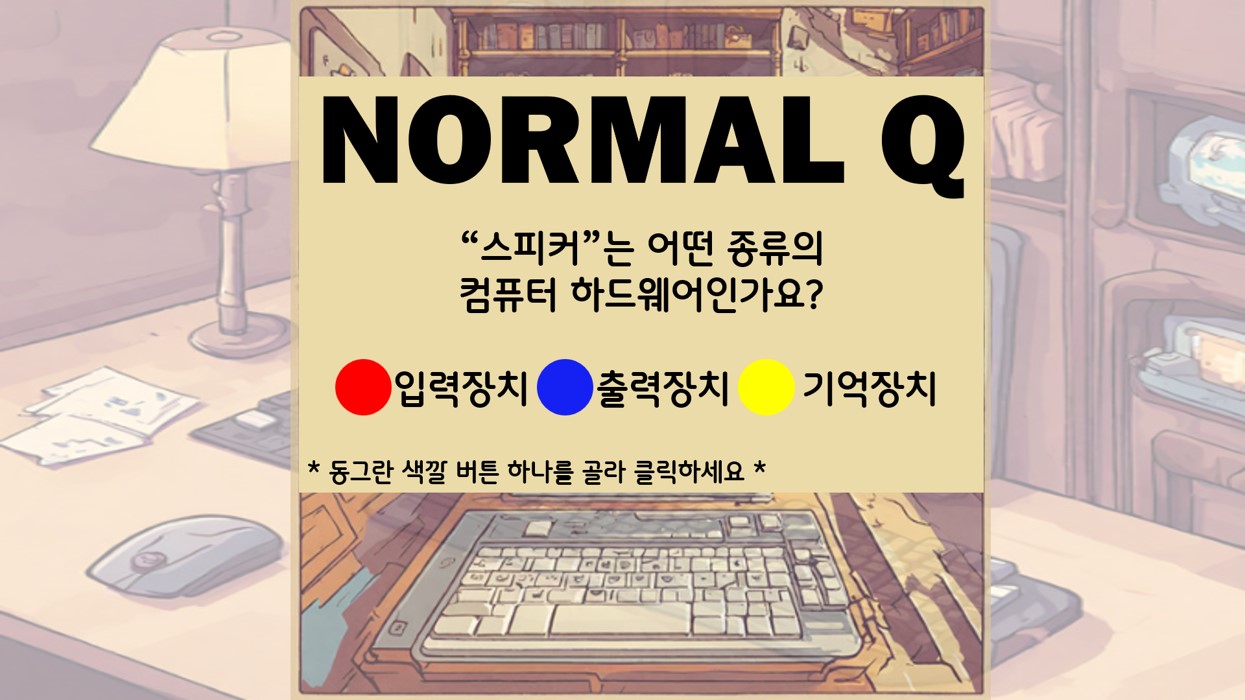 NORMAL Q
“스피커”는 어떤 종류의
컴퓨터 하드웨어인가요?
입력장치 출력장치 기억장치
* 동그란 색깔 버튼 하나를 골라 클릭하세요 *